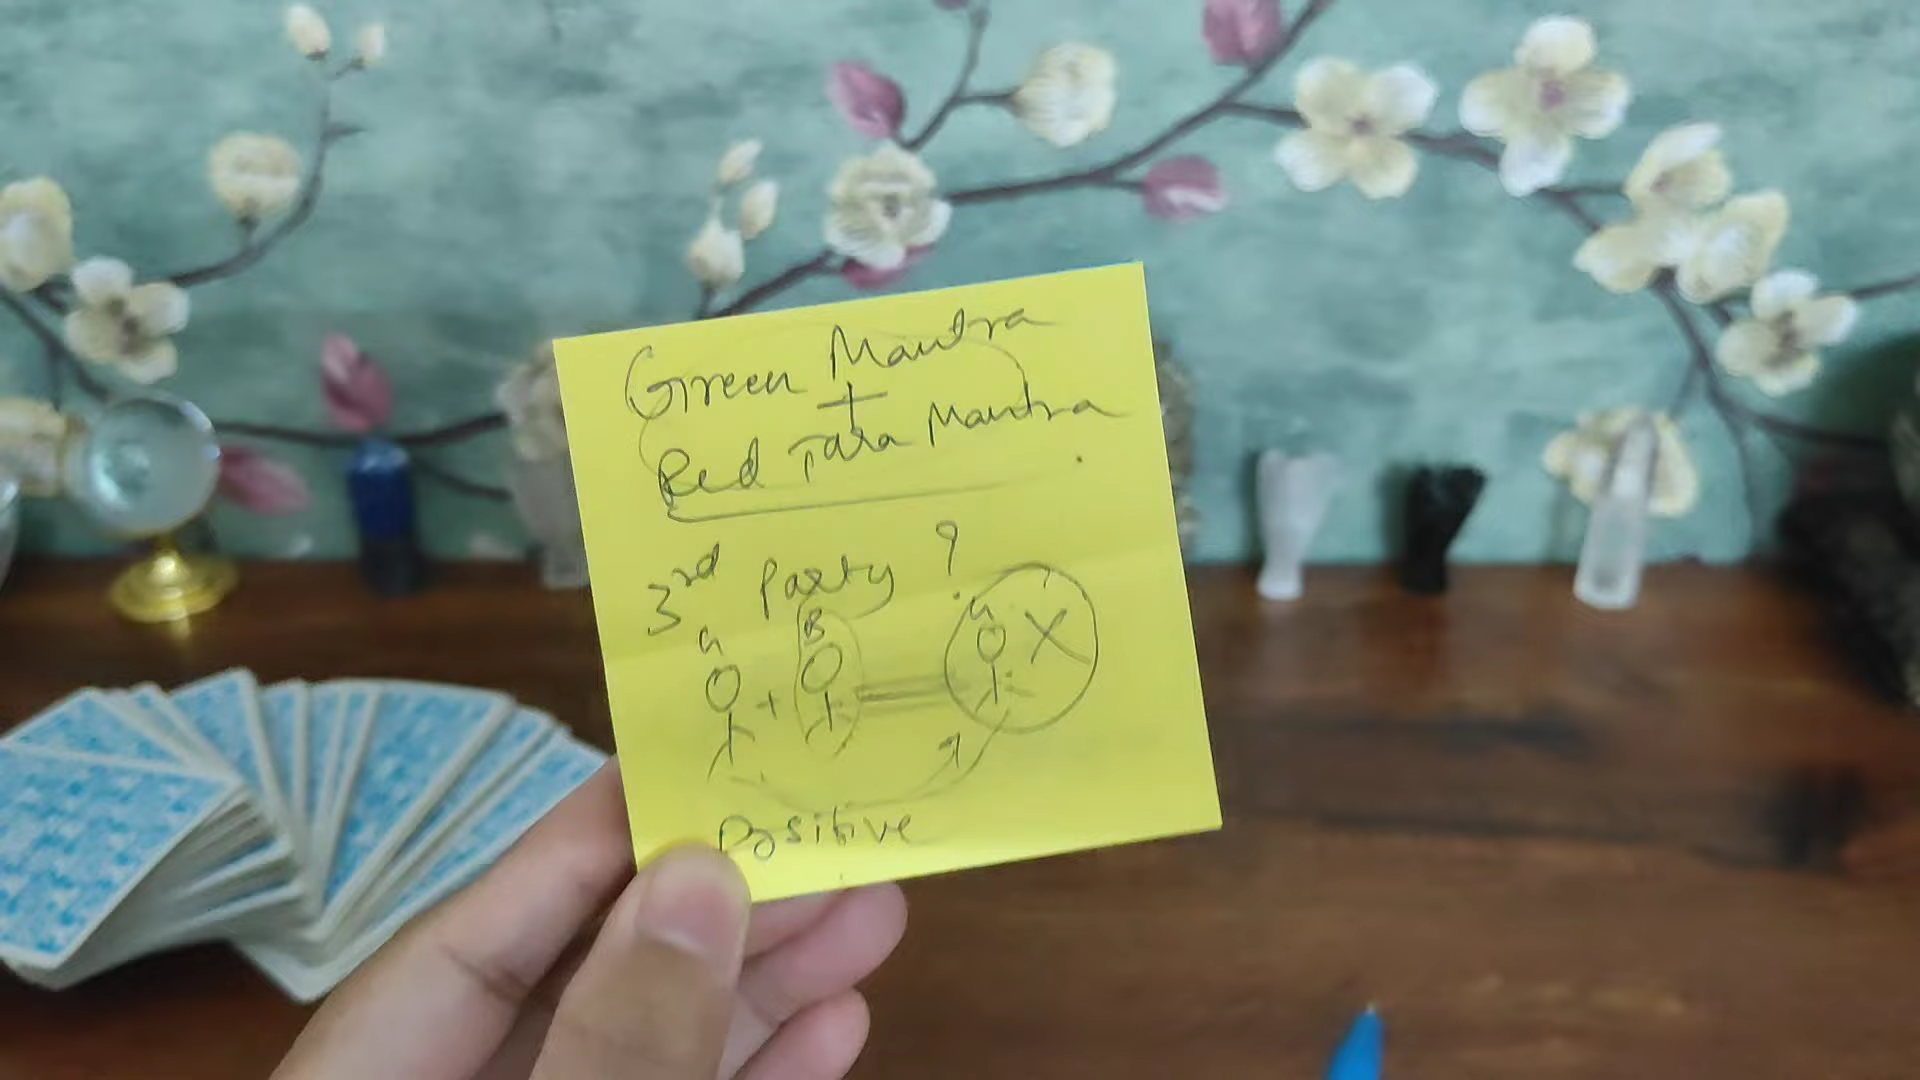 Green Mantra
+
Red Tara Mantra
3rd Party ?
B
+
X
Positive